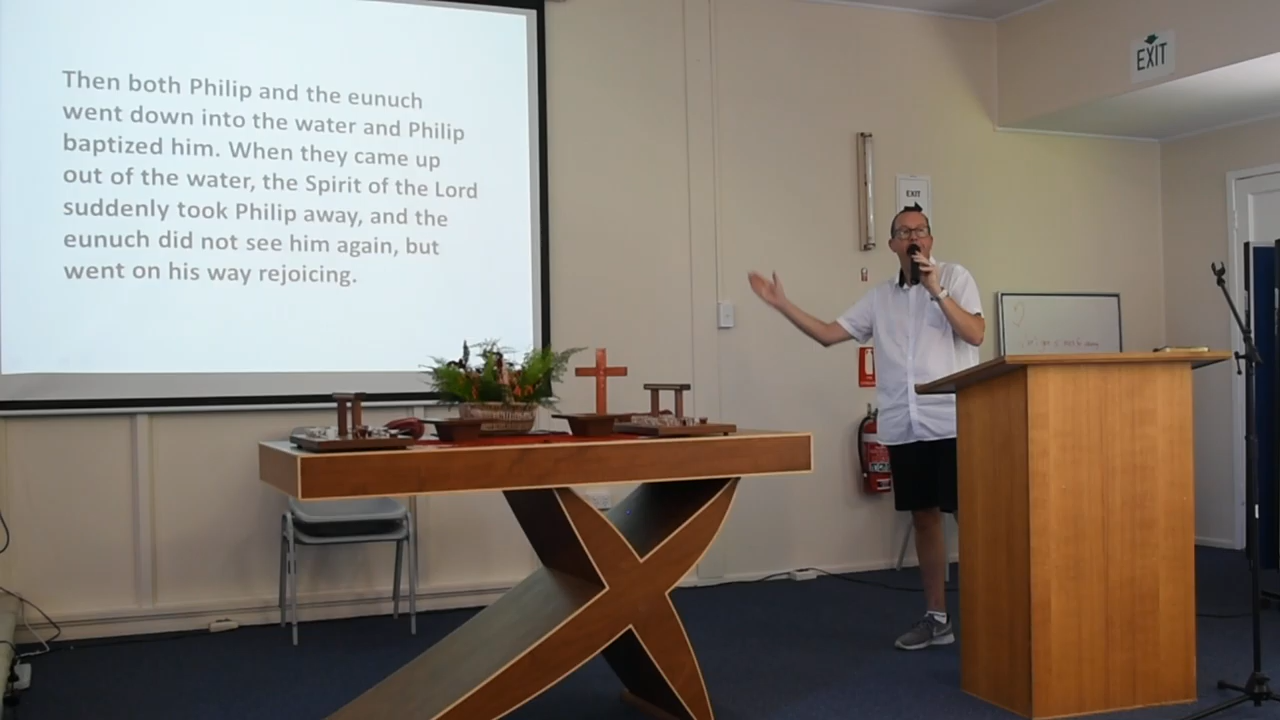 Then both Philip and the eunuch
went down into the water and Philip
baptized him. When they came up
out of the water, the Spirit of the Lord
suddenly took Philip away, and the
eunuch did not see him again, but
went on his way rejoicing.
EXIT
EXIT